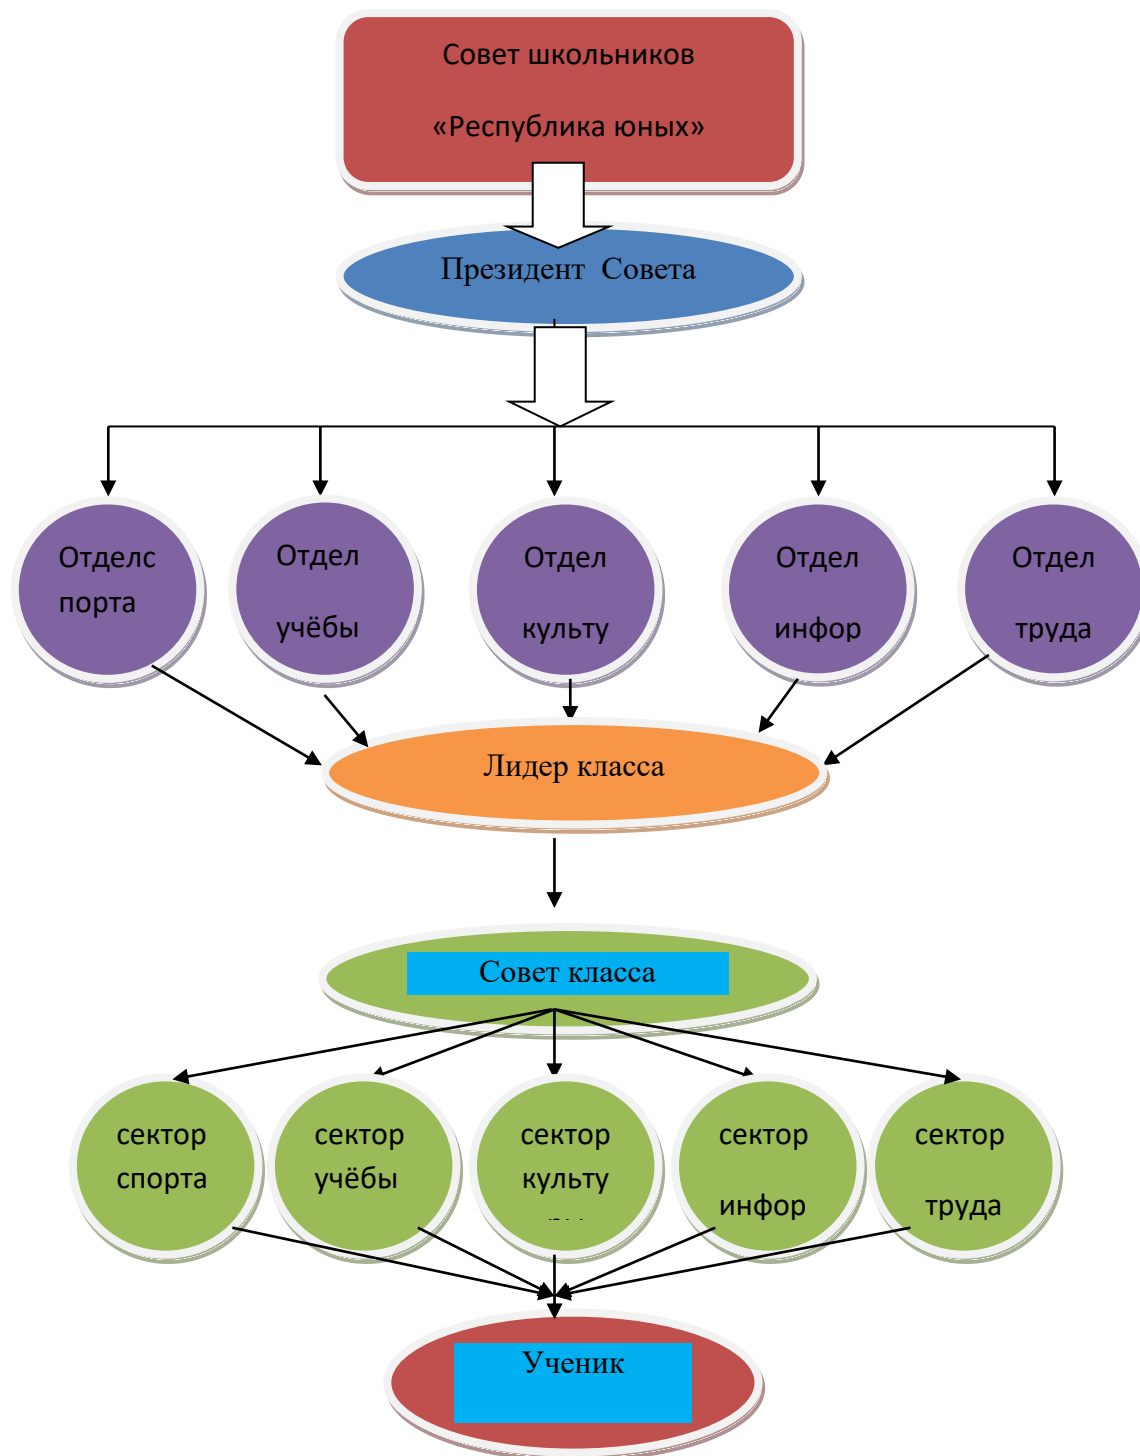 Совет школьников
«Республика юных»
Президент Совета
Отделс
порта
Отдел
учёбы
Отдел
культу
Отдел
инфор
Отдел
труда
Лидер класса
Совет класса
сектор
спорта
сектор
учёбы
сектор
культу
сектор
инфор
сектор
труда
Ученик